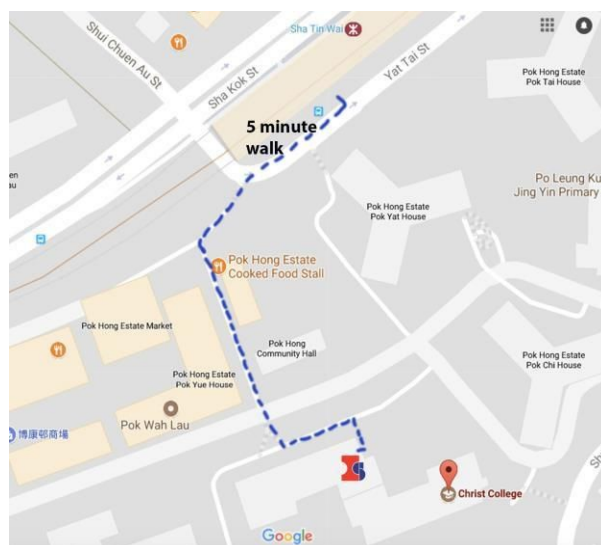 Sha Tin Wai
Shui Chuen Au St
Sha Kok St
Yat Tai St
Pok Hong Estate
Pok Tai House
5 minute
walk
Po Leung Ku
Jing Yin Primary
Pok Hong Estate
Pok Yat House
Pok Hong Estate
Cooked Food Stall
Pok Hong Estate Market
Pok Hong
Community Hall
Pok Hong Estate
Pok Chi House
Pok Hong Estate
Pok Yue House
Pok Wah Lau
博康邨商場
Christ College
Google